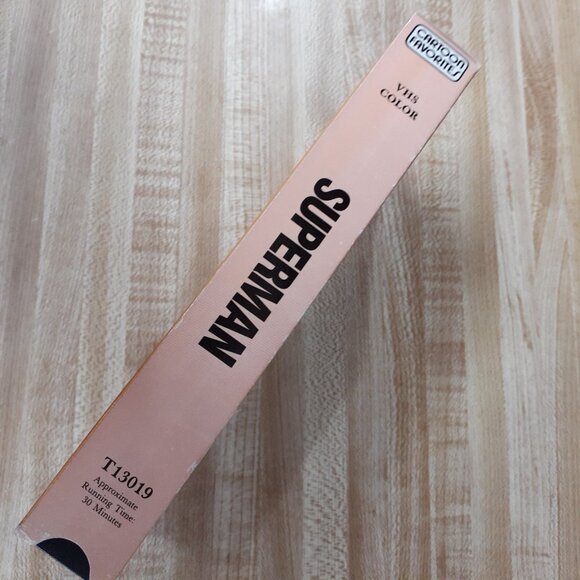 CARTOON
FAVORITES
VHS
COLOR
SUPERMAN
T13019
Approximate
Running Time:
30 Minutes